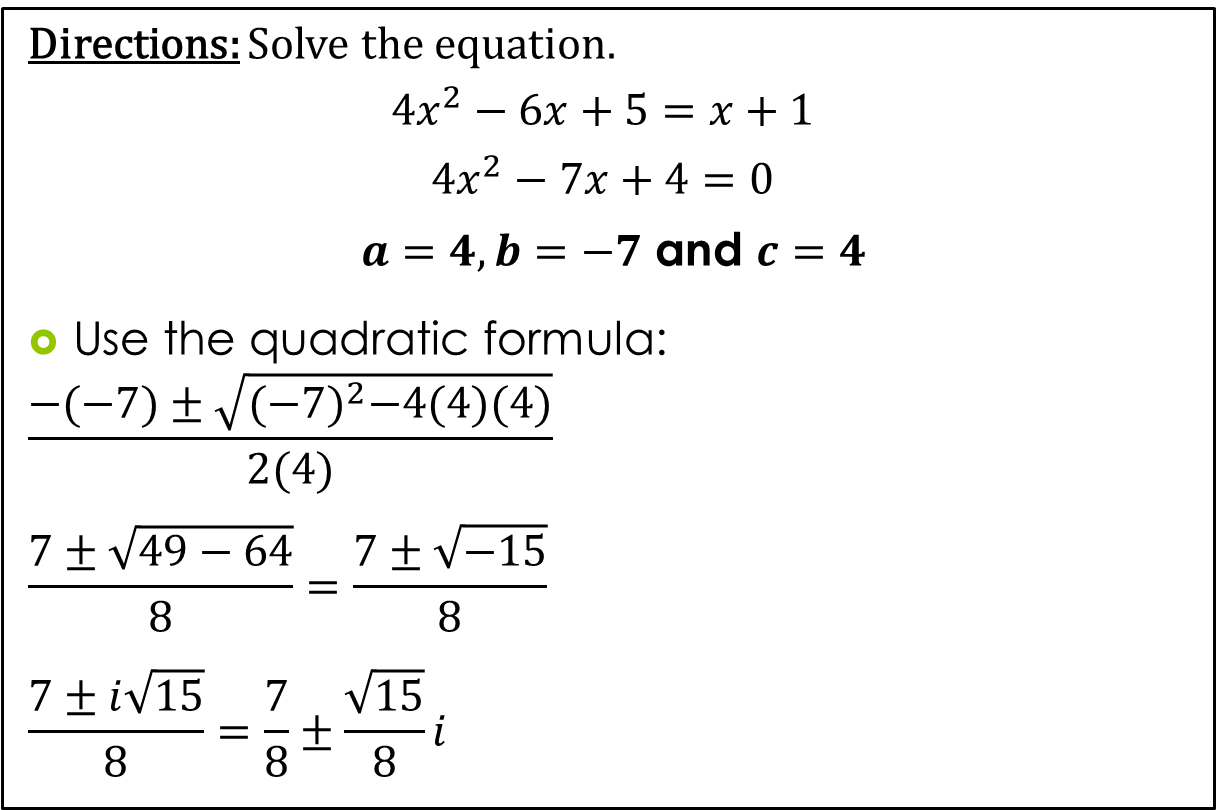 Directions: Solve the equation.
4x² − 6x + 5 = x + 1
4x² − 7x + 4 = 0
a = 4, b = −7 and c = 4
Use the quadratic formula:
−(−7) ± √(−7)²−4(4)(4)
2(4)
7 ± √49 − 64 = 7 ± √−15
8 8
7 ± i√15 = 7 ± √15 i
8 8 8